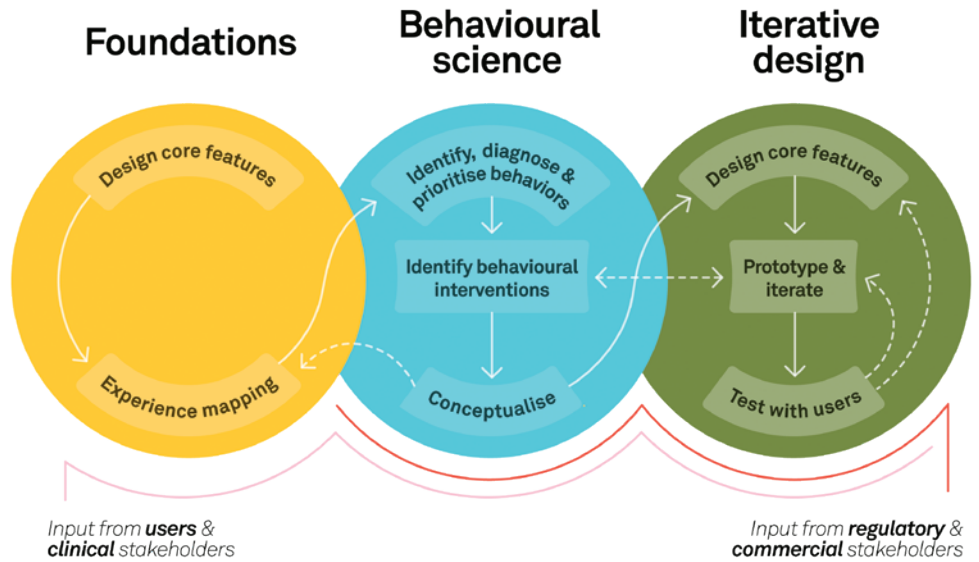 Foundations
Behavioural
science
Iterative
design
Design core features
Experience mapping
Identify, diagnose &
prioritise behaviors
Identify behavioural
interventions
Conceptualise
Design core features
Prototype &
iterate
Test with users
Input from users &
clinical stakeholders
Input from regulatory &
commercial stakeholders